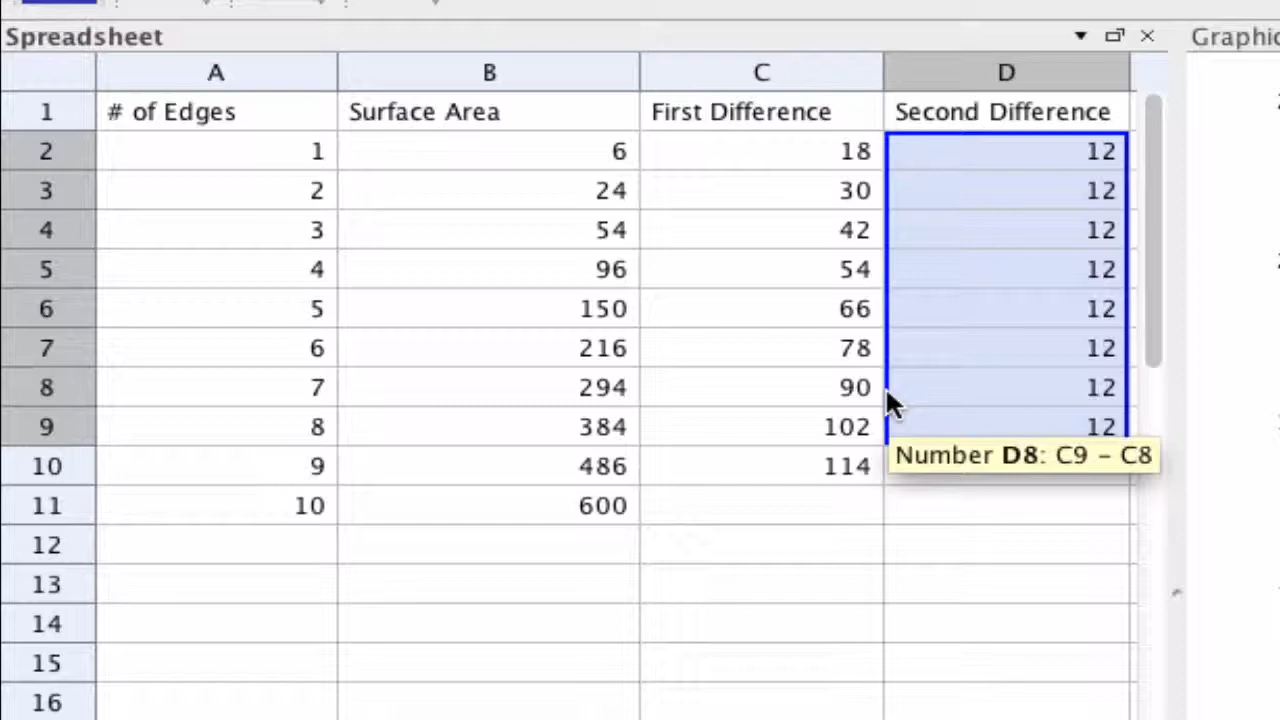 Spreadsheet
Graphic
A B C D
1 # of Edges Surface Area First Difference Second Difference
2 1 6 18 12
3 2 24 30 12
4 3 54 42 12
5 4 96 54 12
6 5 150 66 12
7 6 216 78 12
8 7 294 90 12
9 8 384 102 12
10 9 486 114
Number D8: C9 – C8
11 10 600
12
13
14
15
16